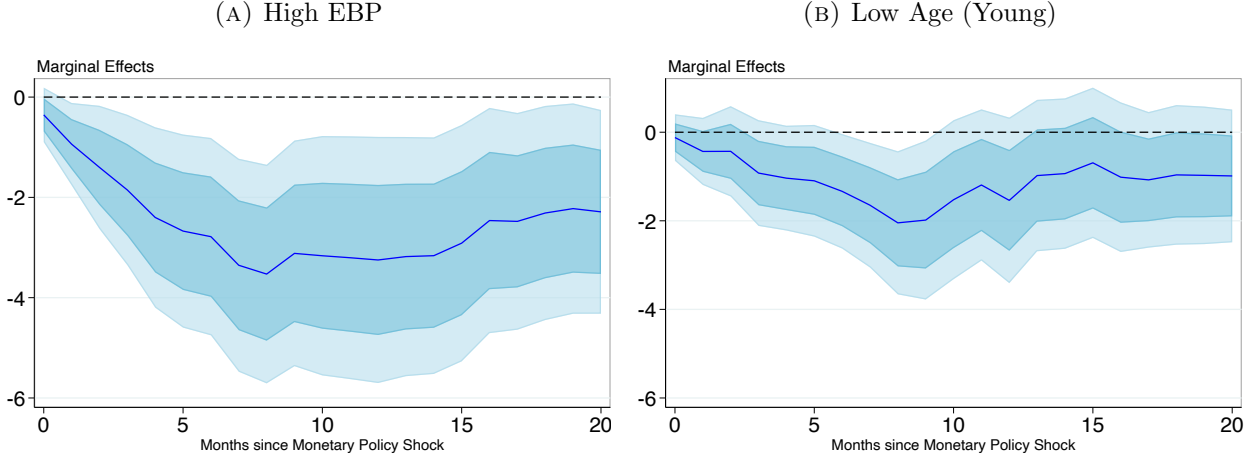 (A) High EBP
Marginal Effects
0
-2
-4
-6
0 5 10 15 20
Months since Monetary Policy Shock
(B) Low Age (Young)
Marginal Effects
0
-2
-4
-6
0 5 10 15 20
Months since Monetary Policy Shock